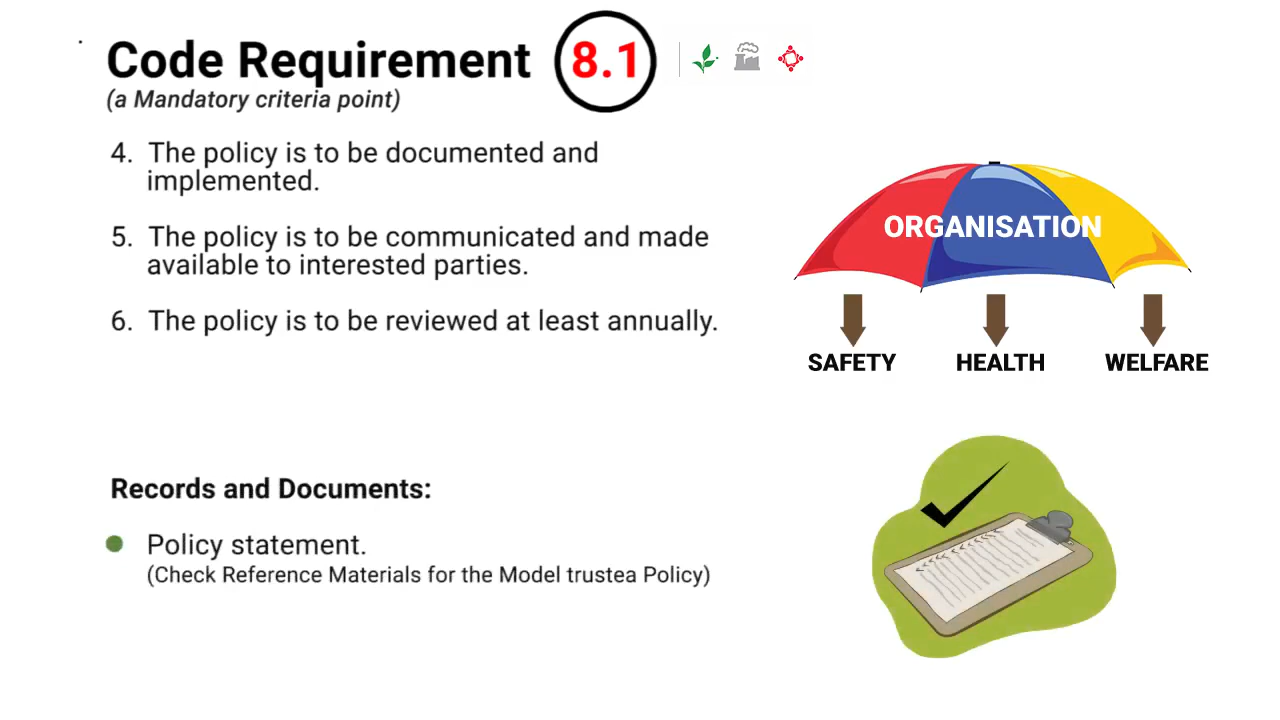 Code Requirement 8.1
(a Mandatory criteria point)
4. The policy is to be documented and
implemented.
5. The policy is to be communicated and made
available to interested parties.
6. The policy is to be reviewed at least annually.
ORGANISATION
SAFETY HEALTH WELFARE
Records and Documents:
Policy statement.
(Check Reference Materials for the Model trustea Policy)